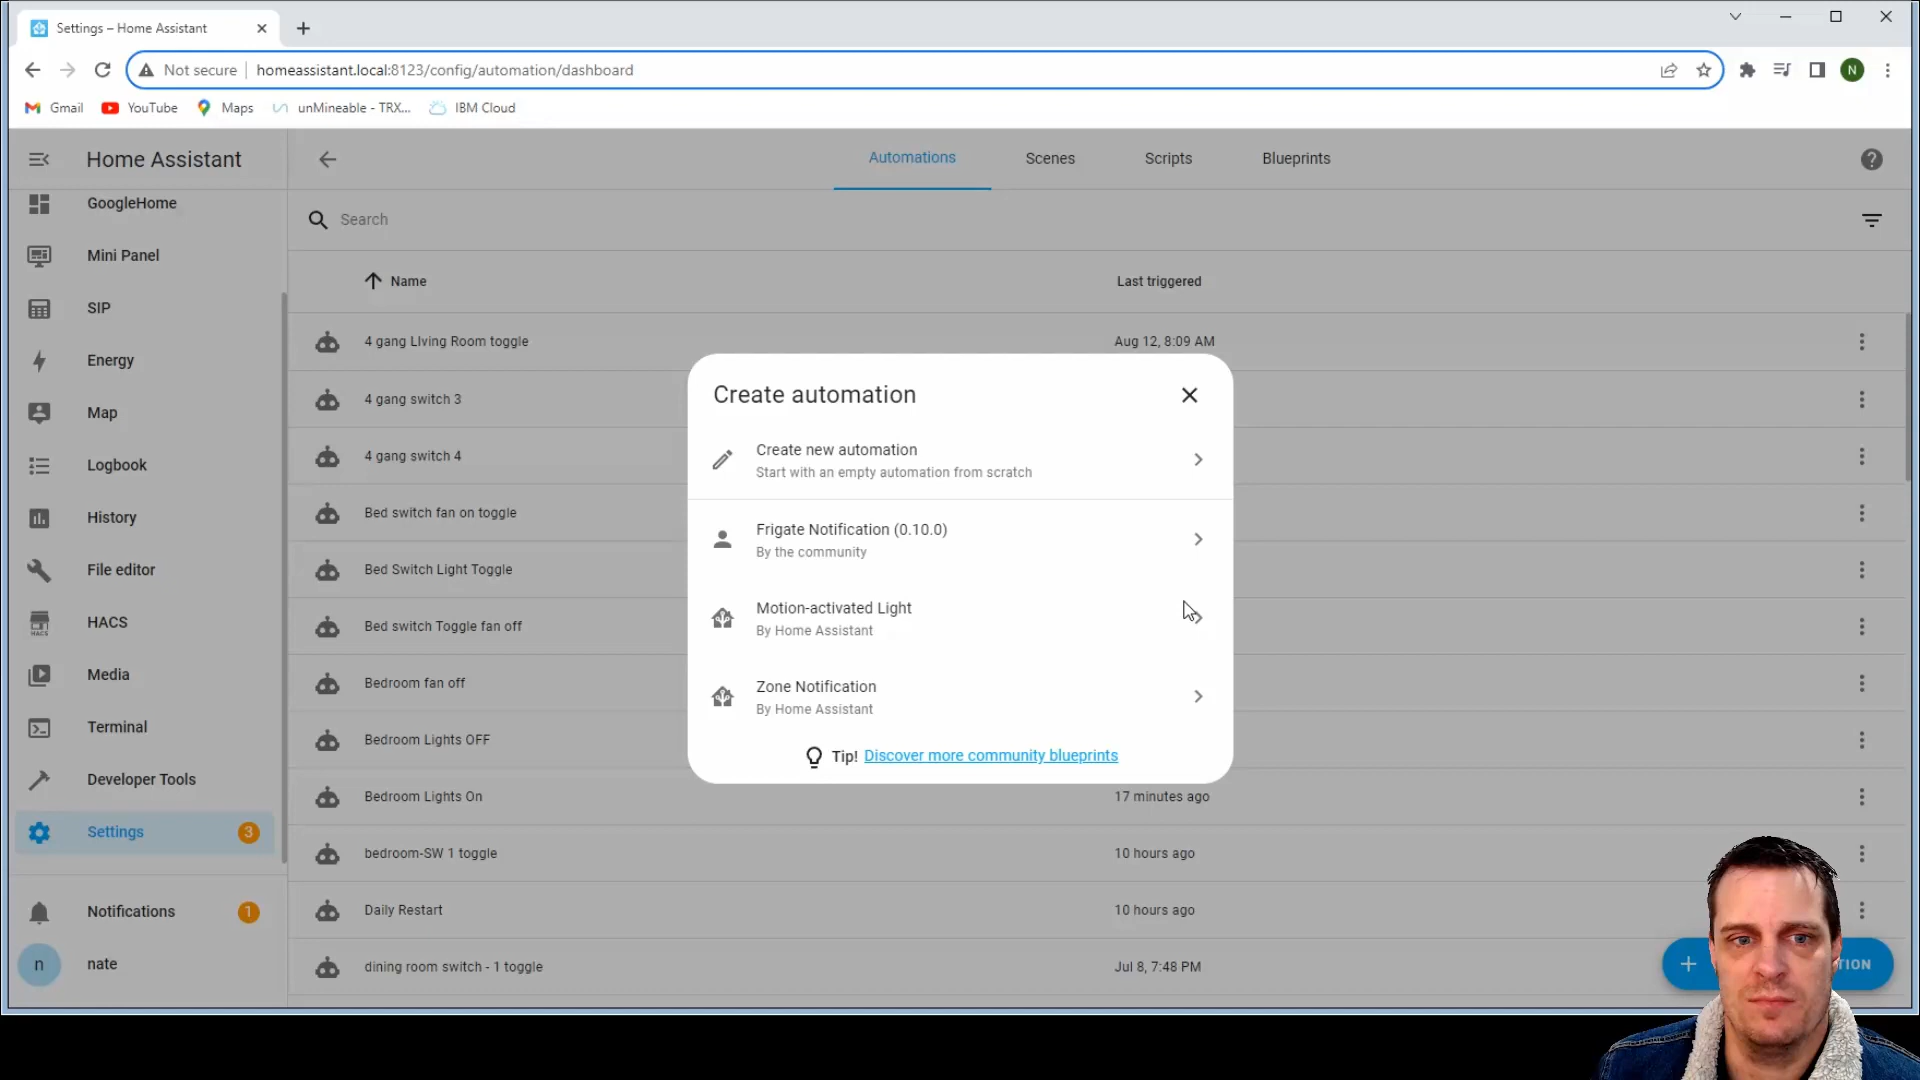 Settings – Home Assistant
Not secure
homeassistant.local:8123/config/automation/dashboard
N
Gmail
YouTube
Maps
unMineable - TRX...
IBM Cloud
Home Assistant
Automations
Scenes
Scripts
Blueprints
GoogleHome
Mini Panel
SIP
Energy
Map
Logbook
History
File editor
HACS
HACS
Media
Terminal
Developer Tools
Settings
3
Notifications
1
n
nate
Search
Name
Last triggered
4 gang LIving Room toggle
Aug 12, 8:09 AM
4 gang switch 3
4 gang switch 4
Bed switch fan on toggle
Bed Switch Light Toggle
Bed switch Toggle fan off
Bedroom fan off
Bedroom Lights OFF
Bedroom Lights On
17 minutes ago
bedroom-SW 1 toggle
10 hours ago
Daily Restart
10 hours ago
dining room switch - 1 toggle
Jul 8, 7:48 PM
Create automation
Create new automation
Start with an empty automation from scratch
Frigate Notification (0.10.0)
By the community
Motion-activated Light
By Home Assistant
Zone Notification
By Home Assistant
Tip! Discover more community blueprints
TION